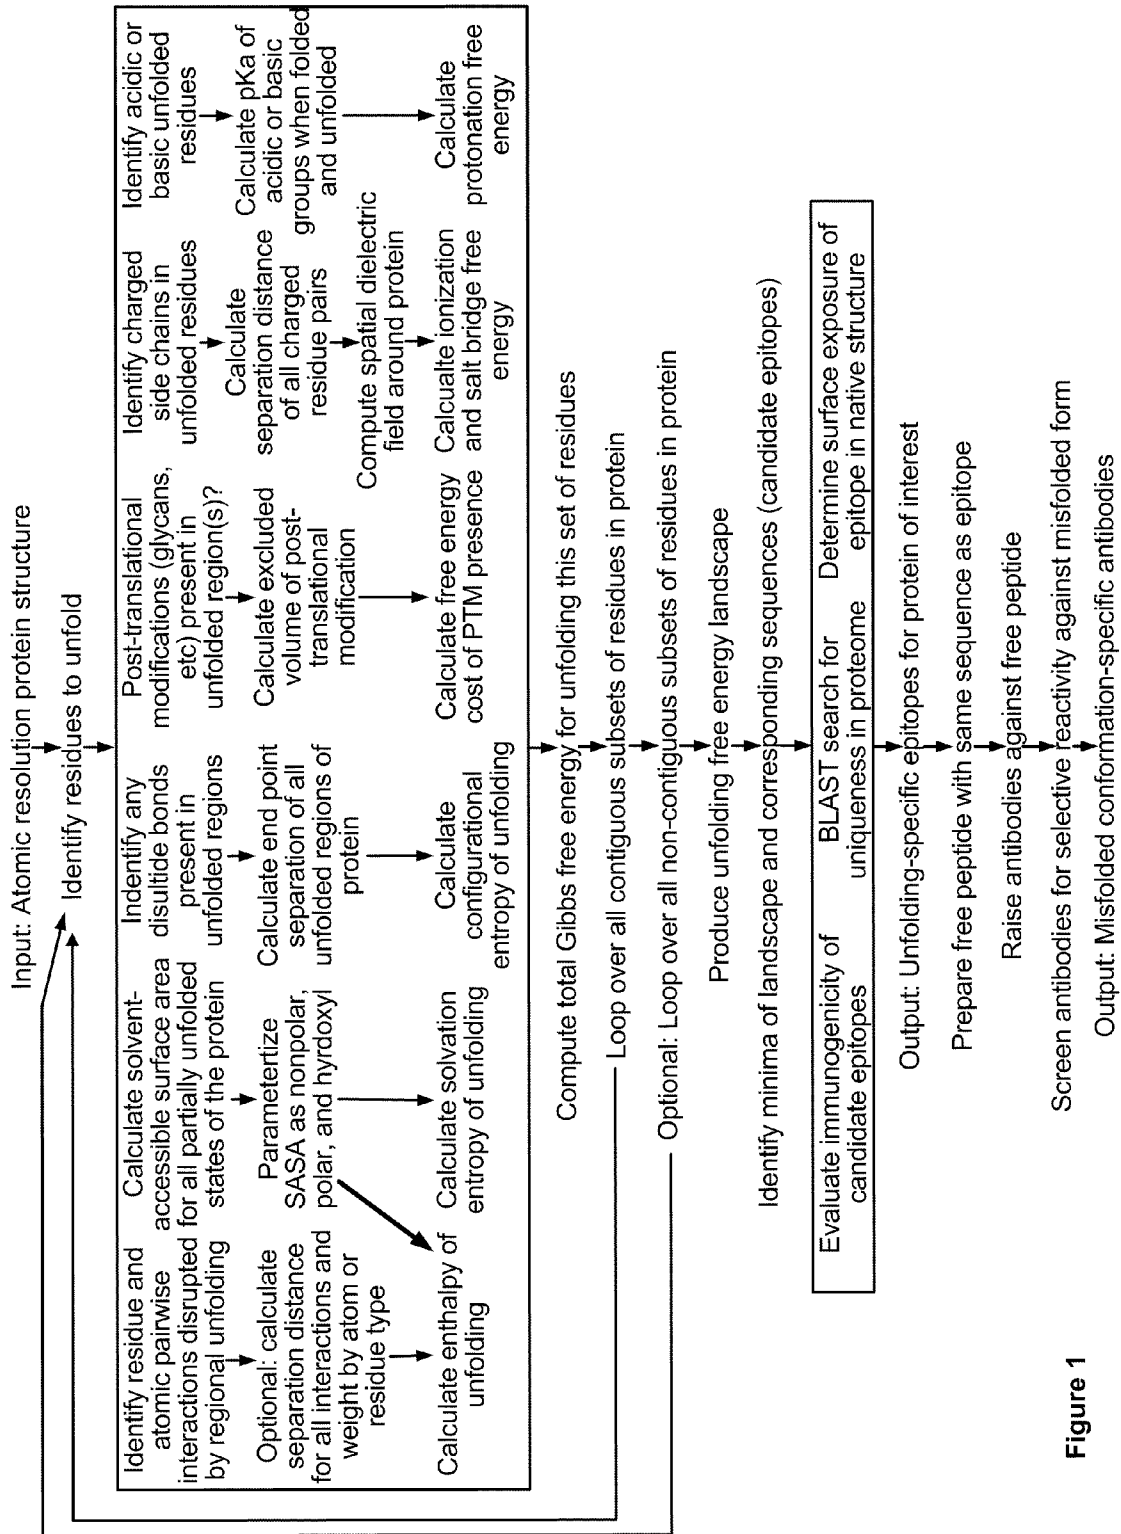 Input: Atomic resolution protein structure
Identify residues to unfold
Identify residue and
atomic pairwise
interactions disrupted
by regional unfolding
Optional: calculate
separation distance
for all interactions and
weight by atom or
residue type
Calculate enthalpy of
unfolding
Calculate solvent-
accessible surface area
for all partially unfolded
states of the protein
Parametertize
SASA as nonpolar,
polar, and hyrdoxyl
Calculate solvation
entropy of unfolding
Indentify any
disultide bonds
present in
unfolded regions
Calculate end point
separation of all
unfolded regions of
protein
Calculate
configurational
entropy of unfolding
Post-translational
modifications (glycans,
etc) present in
unfolded region(s)?
Calculate excluded
volume of post-
translational
modification
Calculate free energy
cost of PTM presence
Identify charged
side chains in
unfolded residues
Calculate
separation distance
of all charged
residue pairs
Compute spatial dielectric
field around protein
Calcualte ionization
and salt bridge free
energy
Identify acidic or
basic unfolded
residues
Calculate pKa of
acidic or basic
groups when folded
and unfolded
Calculate
protonation free
energy
Compute total Gibbs free energy for unfolding this set of residues
Loop over all contiguous subsets of residues in protein
Optional: Loop over all non-contiguous subsets of residues in protein
Produce unfolding free energy landscape
Identify minima of landscape and corresponding sequences (candidate epitopes)
Evaluate immunogenicity of
candidate epitopes
BLAST search for
uniqueness in proteome
Determine surface exposure of
epitope in native structure
Output: Unfolding-specific epitopes for protein of interest
Prepare free peptide with same sequence as epitope
Raise antibodies against free peptide
Screen antibodies for selective reactivity against misfolded form
Output: Misfolded conformation-specific antibodies
Figure 1